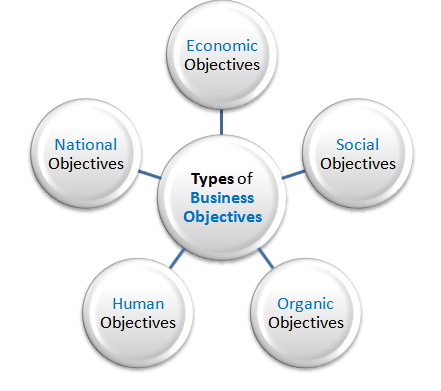 Economic
Objectives
National
Objectives
Social
Objectives
Types of
Business
Objectives
Human
Objectives
Organic
Objectives